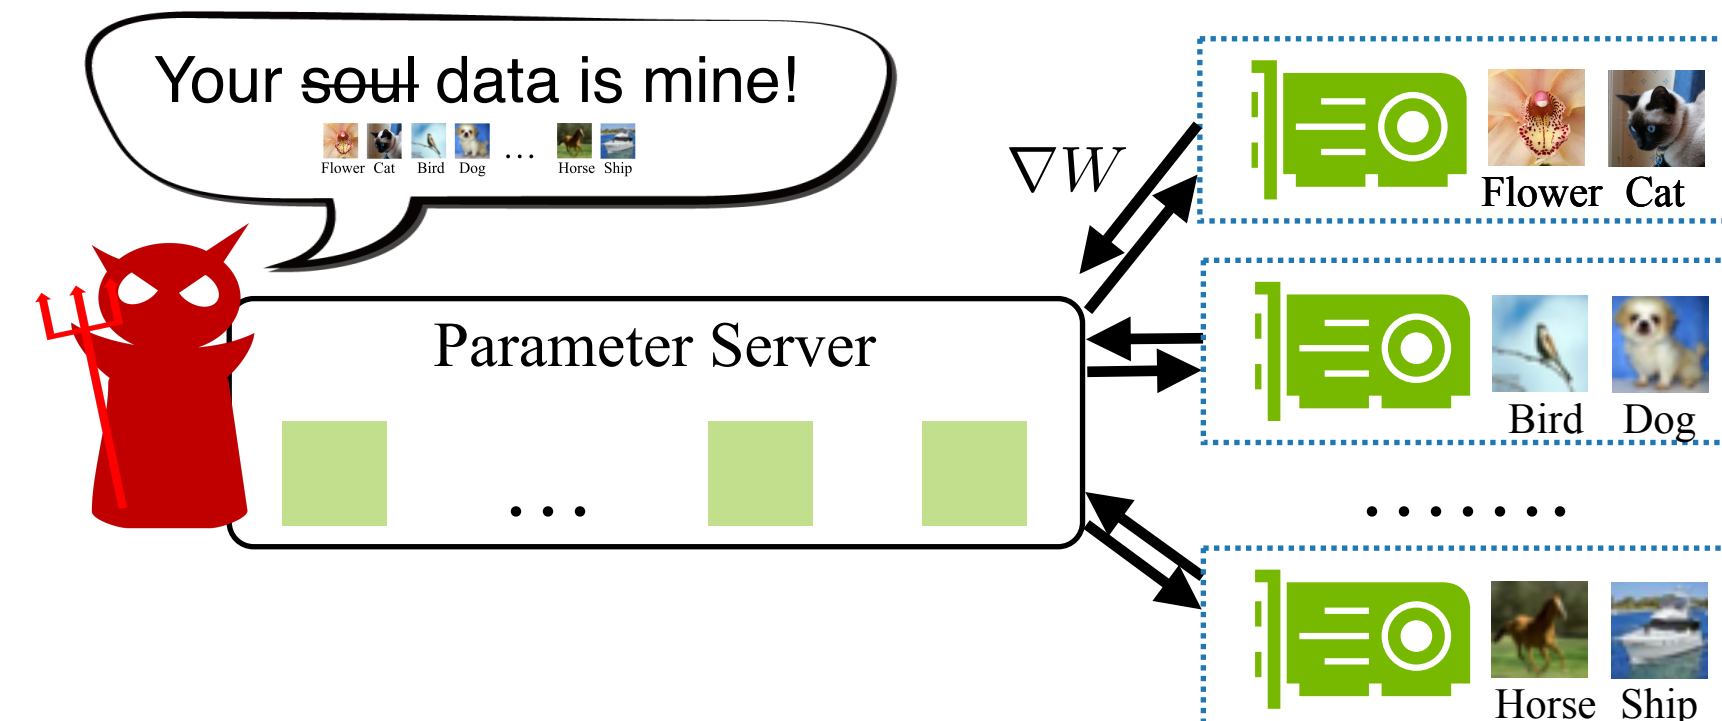 Your soul data is mine!
Flower Cat Bird Dog ... Horse Ship
∇W
Flower Cat
Parameter Server
Bird Dog
...
.......
Horse Ship